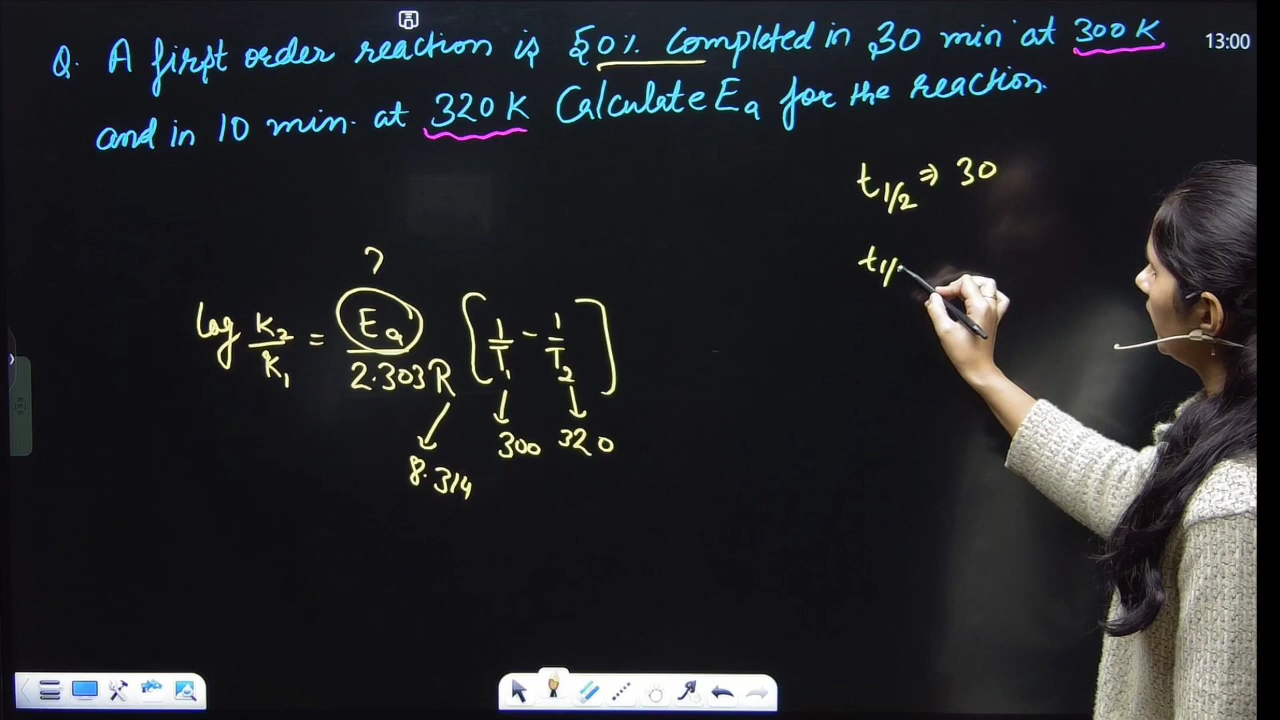 Q. A first order reaction is 50% Completed in 30 min at 300 K
and in 10 min. at 320 K Calculate Ea for the reaction.
13:00
t1/2 ⇒ 30
t1/
?
log K2/K1 = Ea/2.303R [1/T1 - 1/T2]
8.314
300
320